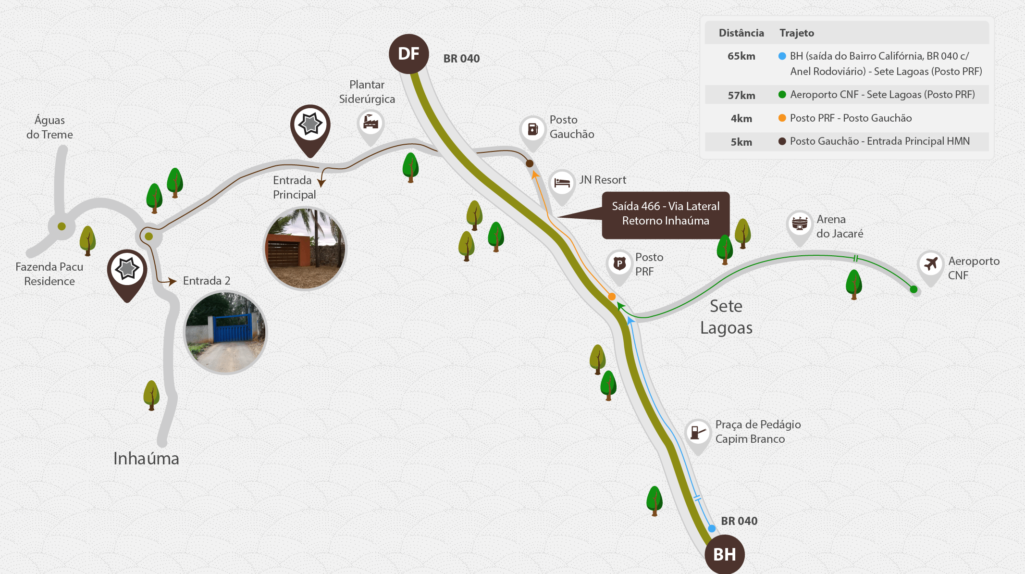 DF
BR 040
Distância Trajeto
65km BH (saída do Bairro Califórnia, BR 040 c/
Anel Rodoviário) - Sete Lagoas (Posto PRF)
57km Aeroporto CNF - Sete Lagoas (Posto PRF)
4km Posto PRF - Posto Gauchão
5km Posto Gauchão - Entrada Principal HMN
Plantar
Siderúrgica
Águas
do Treme
Posto
Gauchão
Entrada
Principal
JN Resort
Saída 466 - Via Lateral
Retorno Inhaúma
Arena
do Jacaré
Posto
PRF
P
Aeroporto
CNF
Fazenda Pacu
Residence
Entrada 2
Sete
Lagoas
Praça de Pedágio
Capim Branco
Inhaúma
BR 040
BH